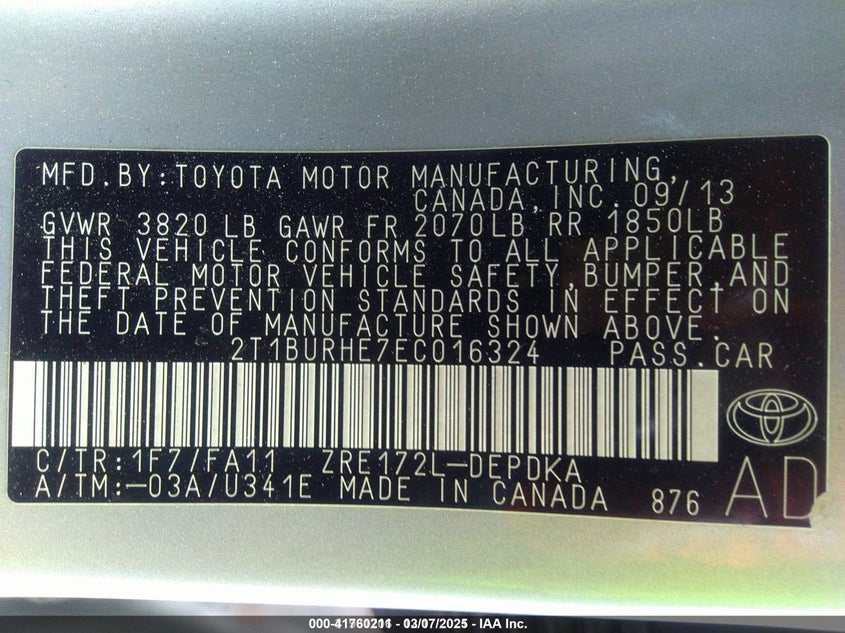 MFD.BY:TOYOTA MOTOR MANUFACTURING,
CANADA,INC.09/13
GVWR 3820 LB GAWR FR 2070LB RR 1850LB
THIS VEHICLE CONFORMS TO ALL APPLICABLE
FEDERAL MOTOR VEHICLE SAFETY,BUMPER,AND
THEFT PREVENTION STANDARDS IN EFFECT ON
THE DATE OF MANUFACTURE SHOWN ABOVE.
2T1BURHE7EC016324 PASS.CAR
C/TR:1F7/FA11 ZRE172L-DEPDKA
A/TM:-03A/U341E MADE IN CANADA 876 AD
000-41760211 - 03/07/2025 - IAA Inc.